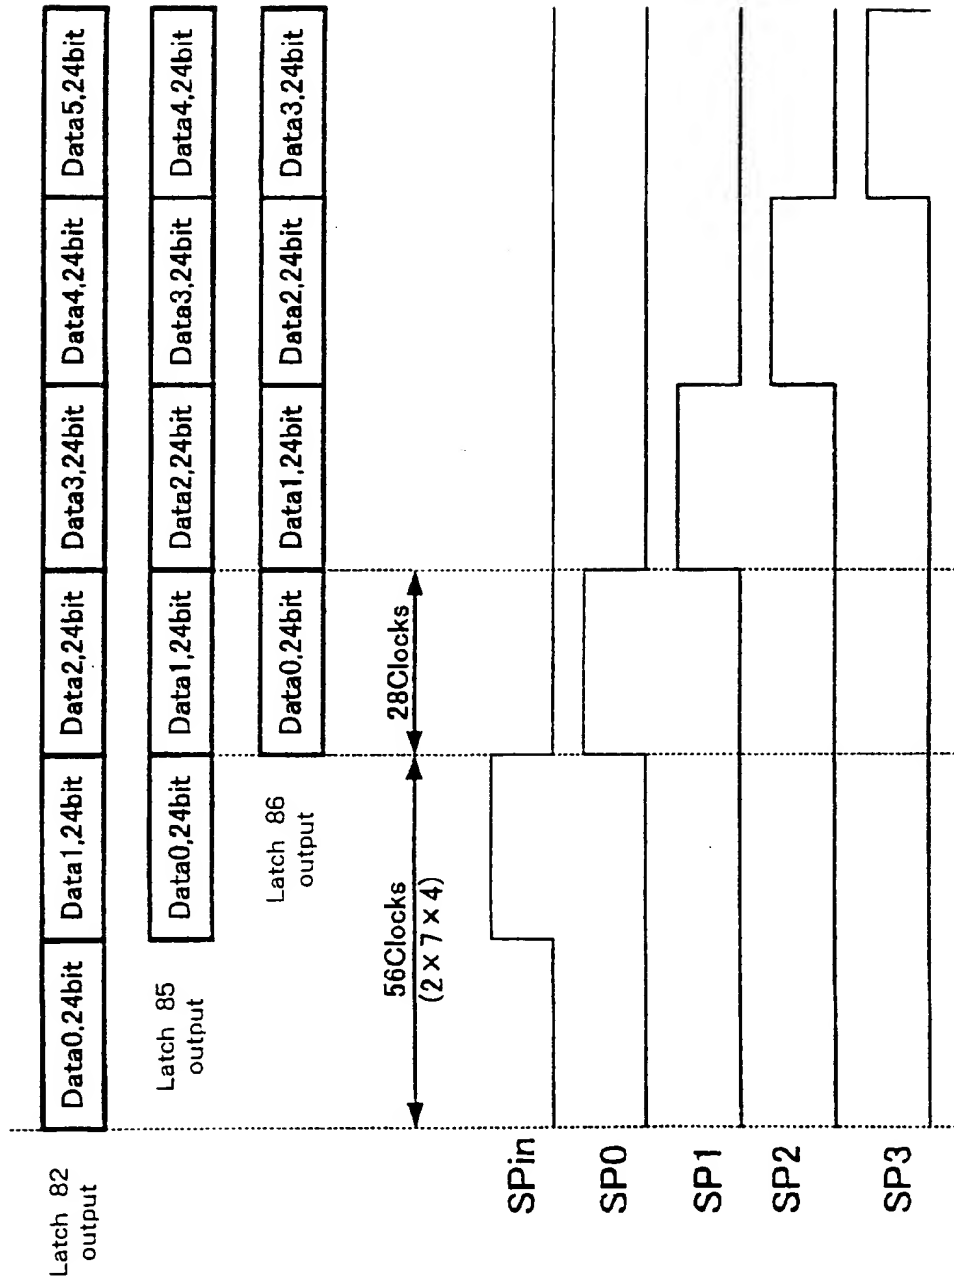 Latch 82
output
Data0,24bit
Data1,24bit
Data2,24bit
Data3,24bit
Data4,24bit
Data5,24bit
Latch 85
output
Data0,24bit
Data1,24bit
Data2,24bit
Data3,24bit
Data4,24bit
Latch 86
output
Data0,24bit
Data1,24bit
Data2,24bit
Data3,24bit
56Clocks
(2×7×4)
28Clocks
SPin
SP0
SP1
SP2
SP3